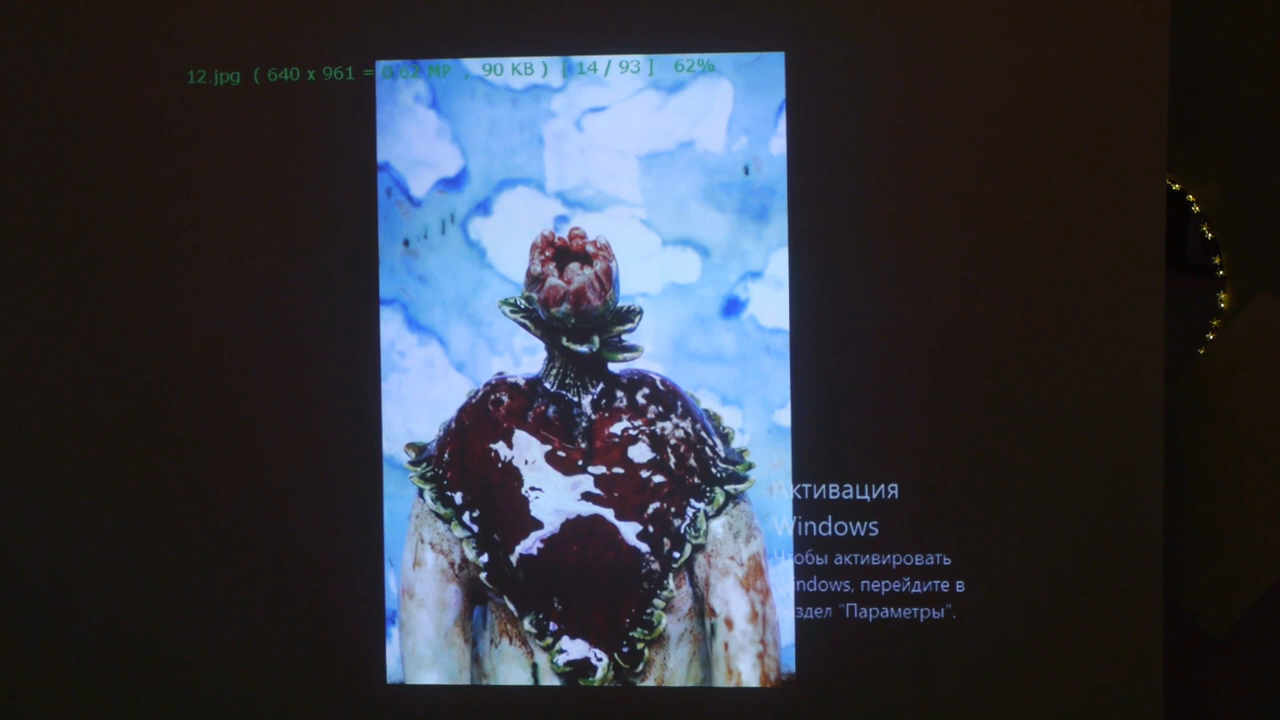 12.jpg ( 640 x 961 = 0.62 MP , 90 KB ) [ 14 / 93 ] 62%
Активация
Windows
Чтобы активировать
Windows, перейдите в
раздел "Параметры".